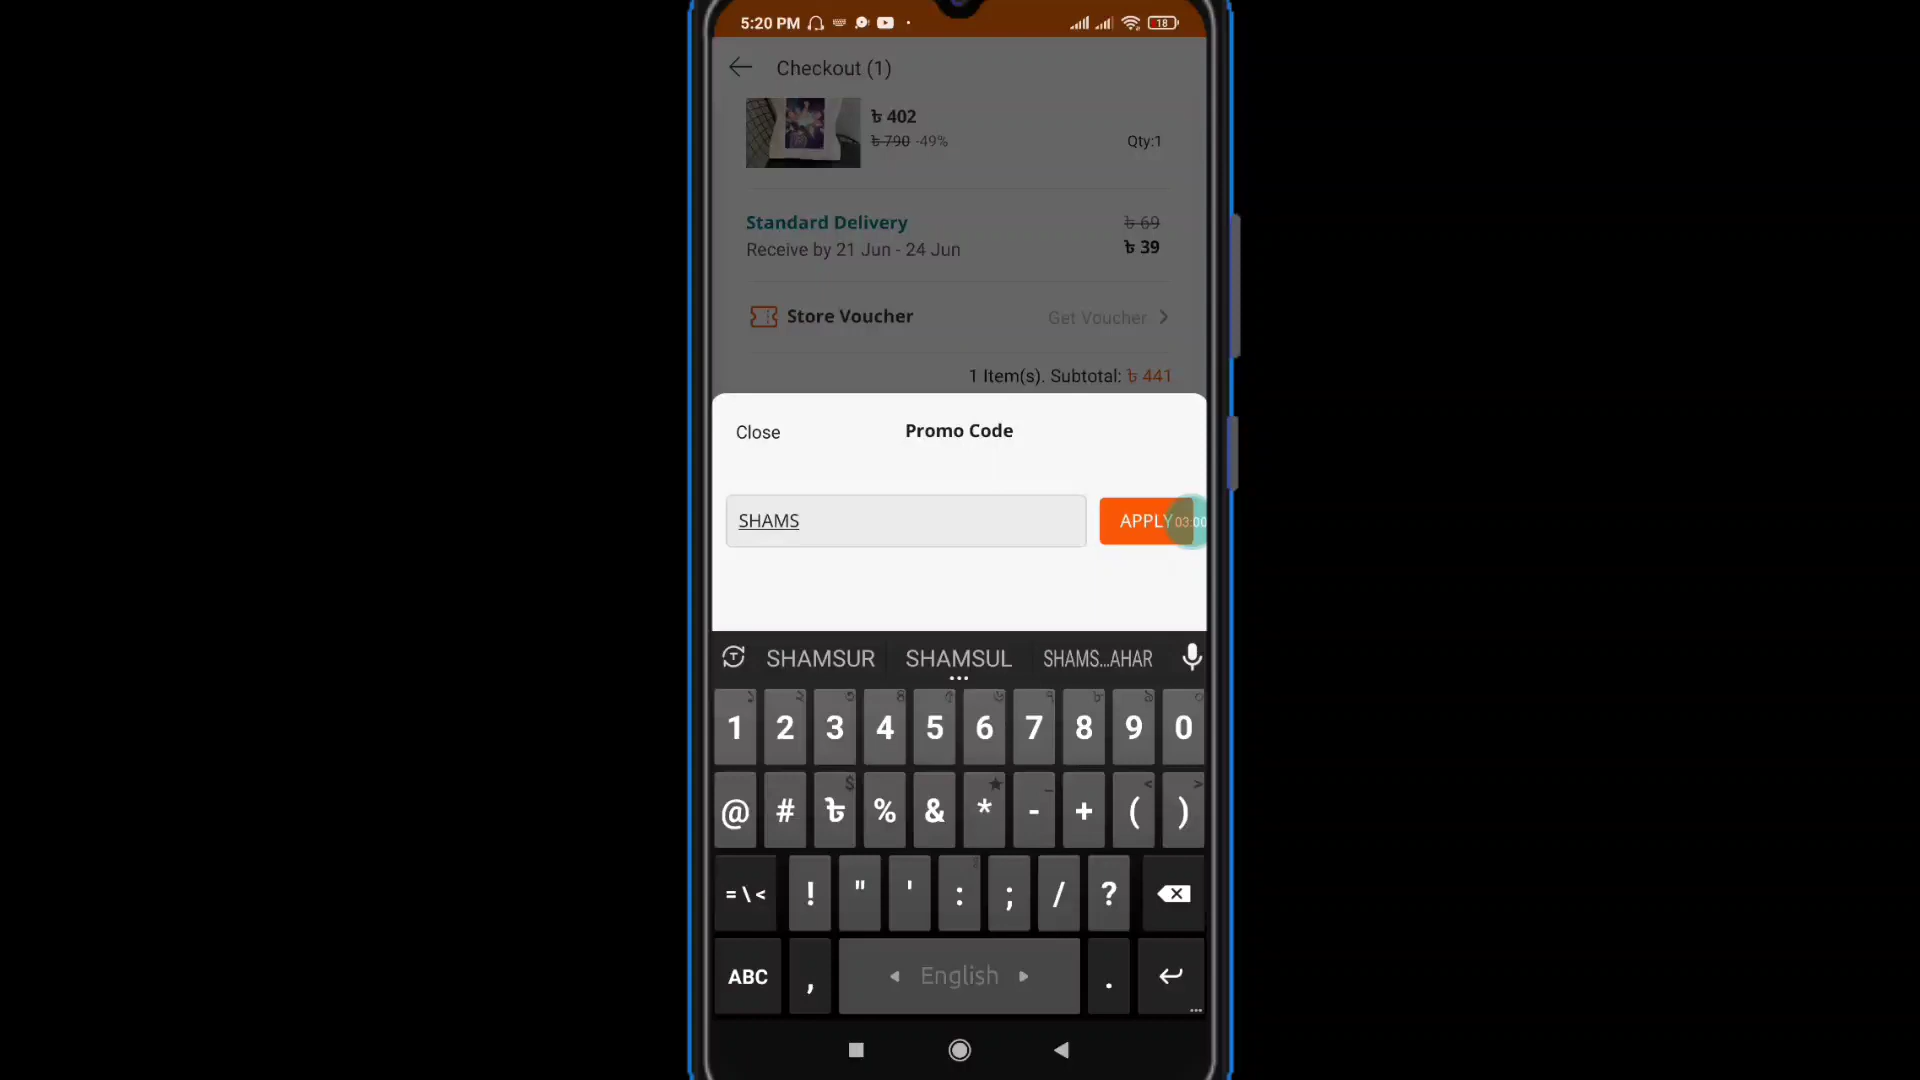 5:20 PM
18
Checkout (1)
৳ 402
৳ 790 -49%
Qty:1
Standard Delivery
৳ 69
Receive by 21 Jun - 24 Jun
৳ 39
Store Voucher
Get Voucher
1 Item(s). Subtotal: ৳ 441
Close
Promo Code
SHAMS
APPLY
03:00
SHAMSUR SHAMSUL SHAMS...AHAR
1 2 3 4 5 6 7 8 9 0
@ # ৳ % & * - + ( )
= \ < ! " ' : ; / ?
ABC , English .